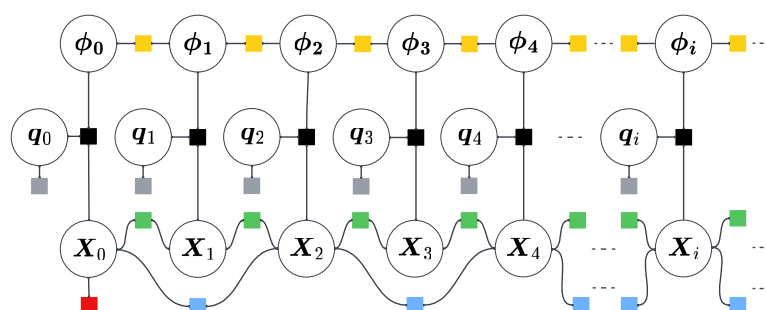 ϕ₀ ϕ₁ ϕ₂ ϕ₃ ϕ₄ ... ϕᵢ ...
q₀ q₁ q₂ q₃ q₄ ... qᵢ
X₀ X₁ X₂ X₃ X₄ ... Xᵢ ...